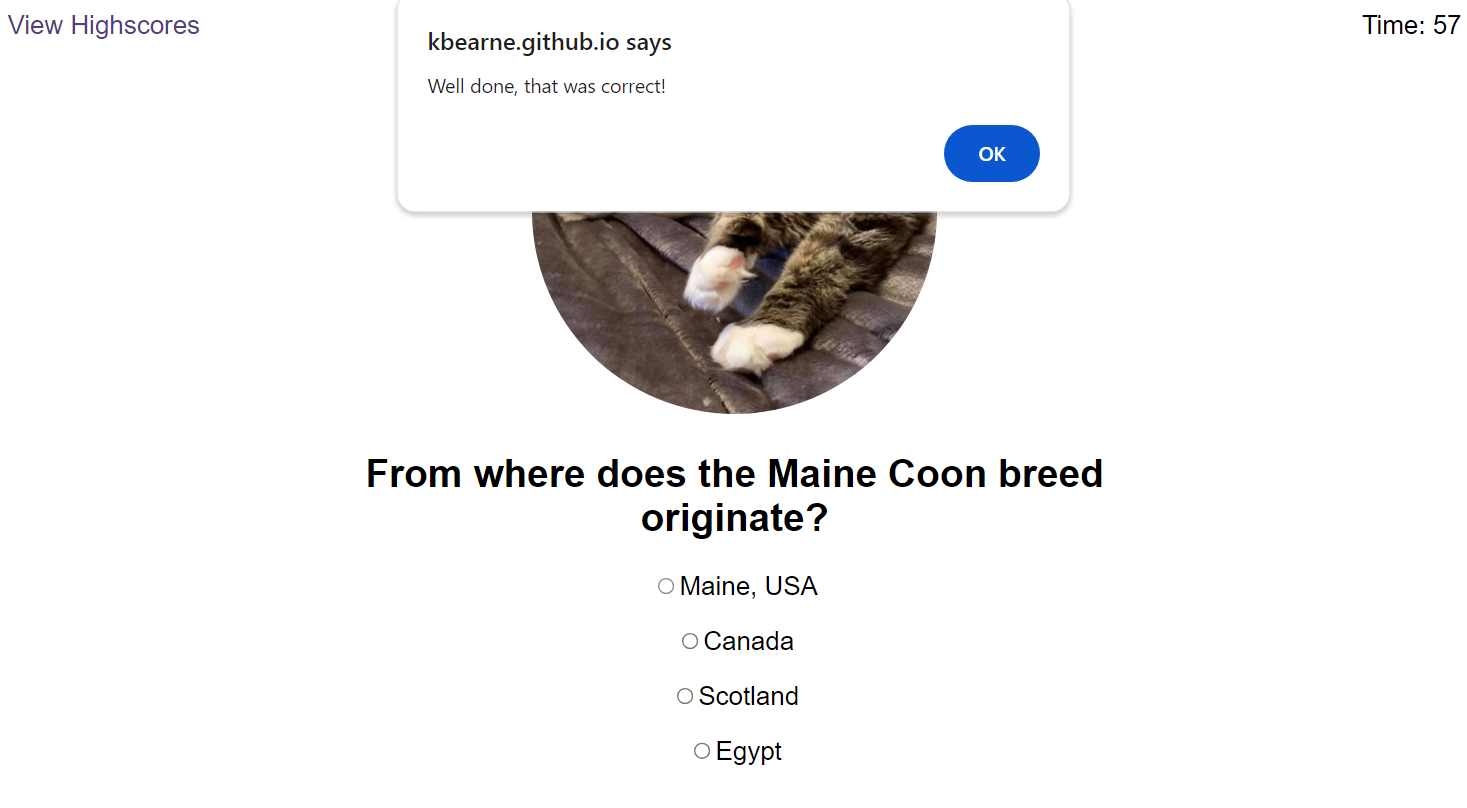 View Highscores
Time: 57
kbearne.github.io says
Well done, that was correct!
OK
From where does the Maine Coon breed
originate?
Maine, USA
Canada
Scotland
Egypt